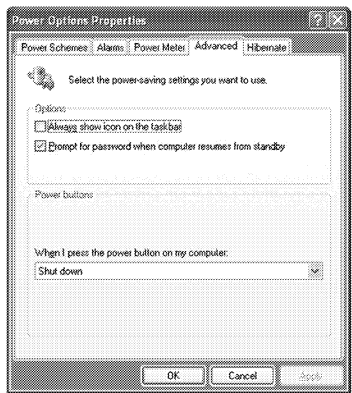 Power Options Properties
Power Schemes Alarms Power Meter Advanced Hibernate
Select the power-saving settings you want to use.
Options
Always show icon on the taskbar
Prompt for password when computer resumes from standby
Power buttons
When I press the power button on my computer:
Shut down
OK Cancel Apply